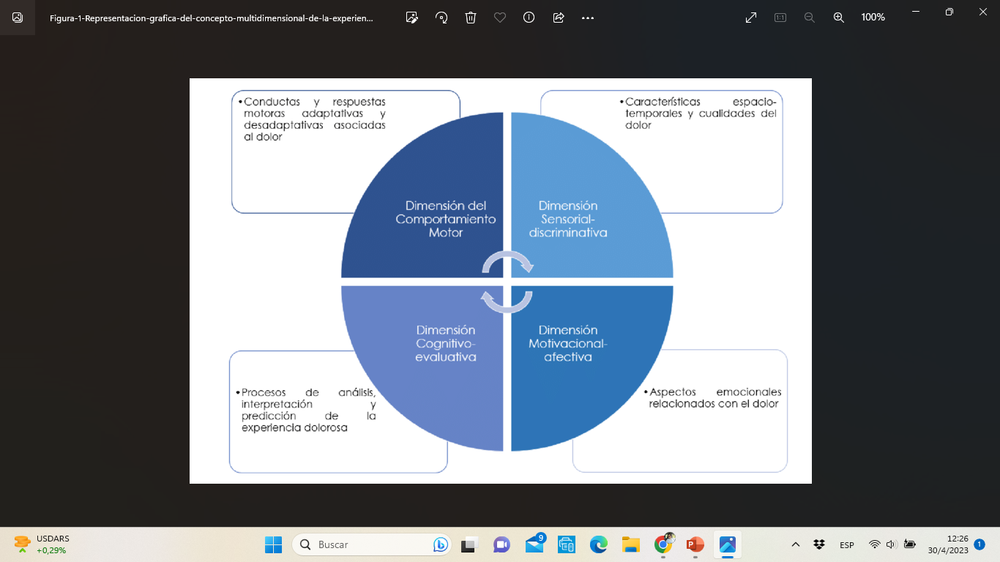 Figura-1-Representacion-grafica-del-concepto-multidimensional-de-la-experien...
1:1
100%
•Conductas y respuestas
motoras adaptativas y
desadaptativas asociadas
al dolor
•Características espacio-
temporales y cualidades del
dolor
Dimensión del
Comportamiento
Motor
Dimensión
Sensorial-
discriminativa
Dimensión
Cognitivo-
evaluativa
Dimensión
Motivacional-
afectiva
•Procesos de análisis,
interpretación y
predicción de la
experiencia dolorosa
•Aspectos emocionales
relacionados con el dolor
USDARS
+0,29%
Buscar
9
ESP
12:26
30/4/2023
1